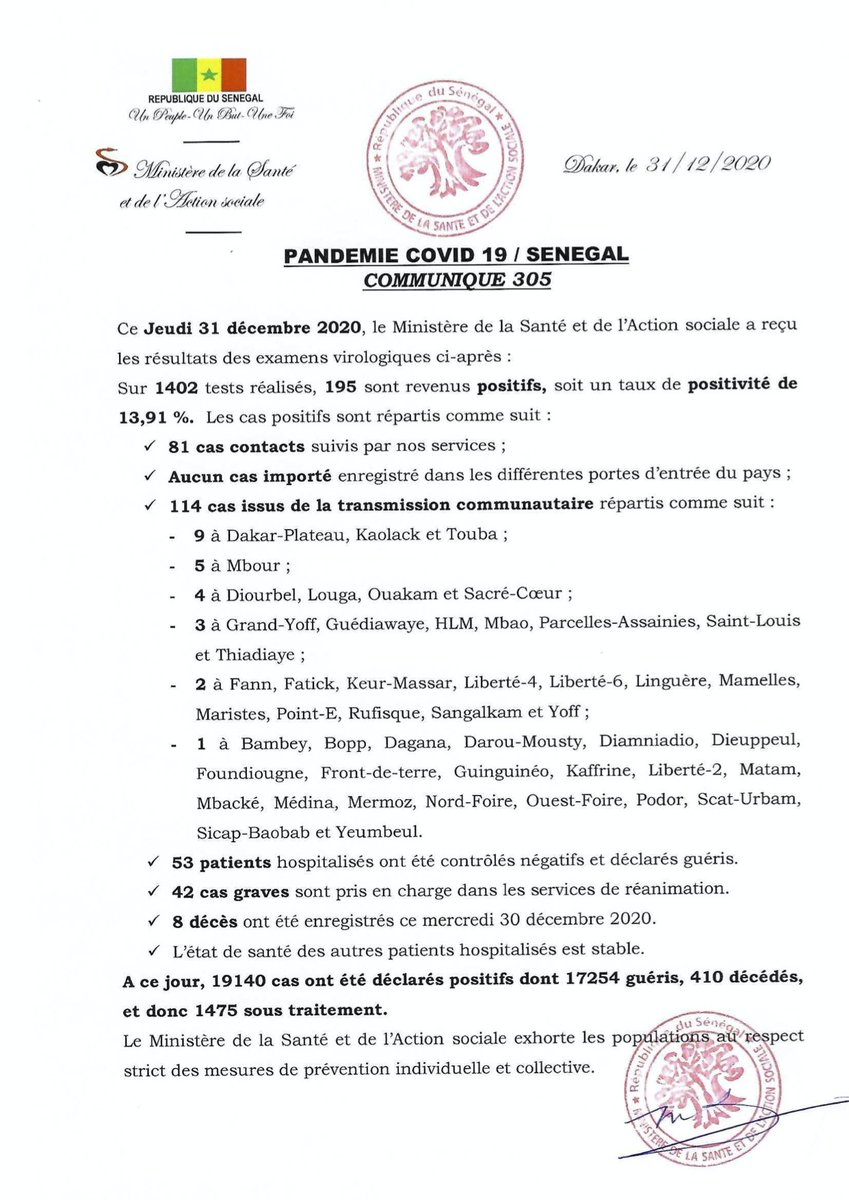 REPUBLIQUE DU SENEGAL
Un Peuple-Un But-Une Foi
Ministère de la Santé
et de l'Action sociale
République du Sénégal
MINISTERE DE LA SANTE ET DE L'ACTION SOCIALE
Dakar, le 31/12/2020
PANDEMIE COVID 19 / SENEGAL
COMMUNIQUE 305
Ce Jeudi 31 décembre 2020, le Ministère de la Santé et de l'Action sociale a reçu
les résultats des examens virologiques ci-après :
Sur 1402 tests réalisés, 195 sont revenus positifs, soit un taux de positivité de
13,91 %. Les cas positifs sont répartis comme suit :
✓ 81 cas contacts suivis par nos services ;
✓ Aucun cas importé enregistré dans les différentes portes d'entrée du pays ;
✓ 114 cas issus de la transmission communautaire répartis comme suit :
- 9 à Dakar-Plateau, Kaolack et Touba ;
- 5 à Mbour ;
- 4 à Diourbel, Louga, Ouakam et Sacré-Cœur ;
- 3 à Grand-Yoff, Guédiawaye, HLM, Mbao, Parcelles-Assainies, Saint-Louis
et Thiadiaye ;
- 2 à Fann, Fatick, Keur-Massar, Liberté-4, Liberté-6, Linguère, Mamelles,
Maristes, Point-E, Rufisque, Sangalkam et Yoff ;
- 1 à Bambey, Bopp, Dagana, Darou-Mousty, Diamniadio, Dieuppeul,
Foundiougne, Front-de-terre, Guinguinéo, Kaffrine, Liberté-2, Matam,
Mbacké, Médina, Mermoz, Nord-Foire, Ouest-Foire, Podor, Scat-Urbam,
Sicap-Baobab et Yeumbeul.
✓ 53 patients hospitalisés ont été contrôlés négatifs et déclarés guéris.
✓ 42 cas graves sont pris en charge dans les services de réanimation.
✓ 8 décès ont été enregistrés ce mercredi 30 décembre 2020.
✓ L'état de santé des autres patients hospitalisés est stable.
A ce jour, 19140 cas ont été déclarés positifs dont 17254 guéris, 410 décédés,
et donc 1475 sous traitement.
Le Ministère de la Santé et de l'Action sociale exhorte les populations au respect
strict des mesures de prévention individuelle et collective.
République du Sénégal
MINISTERE DE LA SANTE ET DE L'ACTION SOCIALE